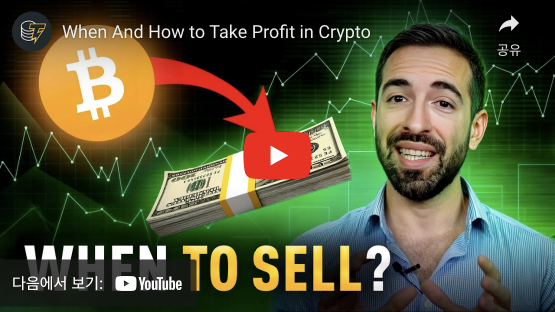 When And How to Take Profit in Crypto
공유
WHEN TO SELL?
다음에서 보기: YouTube